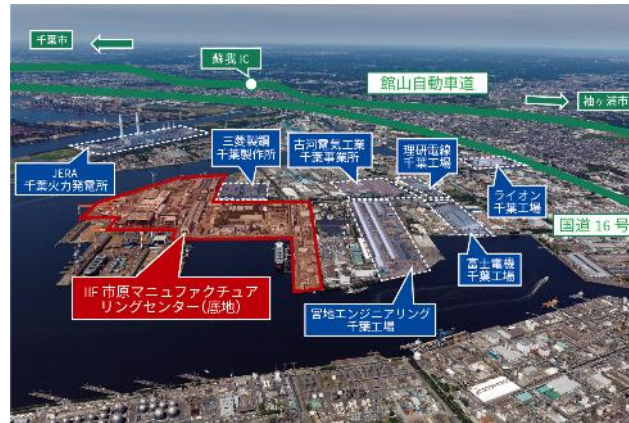 千葉市
蘇我 IC
館山自動車道
袖ヶ浦市
三菱製鋼
千葉製作所
古河電気工業
千葉事業所
理研電線
千葉工場
JERA
千葉火力発電所
ライオン
千葉工場
国道 16 号
富士電機
千葉工場
IIF 市原マニュファクチュア
リングセンター(底地)
宮地エンジニアリング
千葉工場